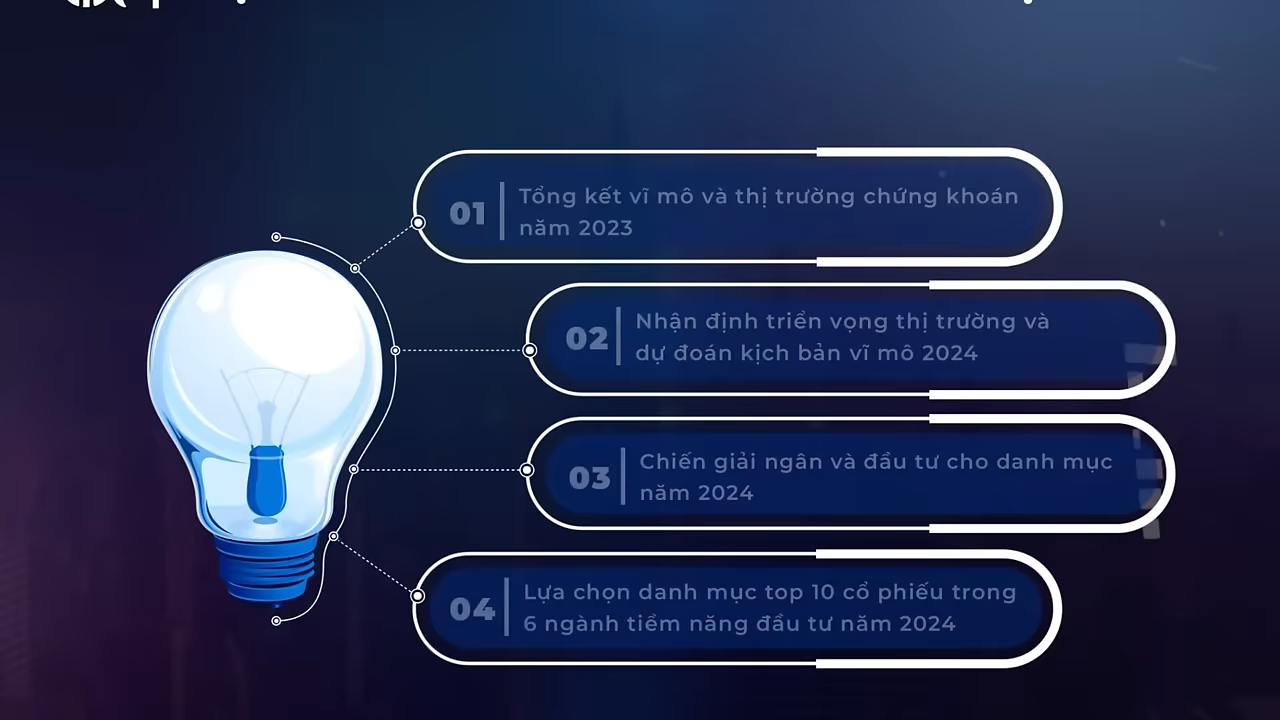 01
Tổng kết vĩ mô và thị trường chứng khoán
năm 2023
02
Nhận định triển vọng thị trường và
dự đoán kịch bản vĩ mô 2024
03
Chiến giải ngân và đầu tư cho danh mục
năm 2024
04
Lựa chọn danh mục top 10 cổ phiếu trong
6 ngành tiềm năng đầu tư năm 2024